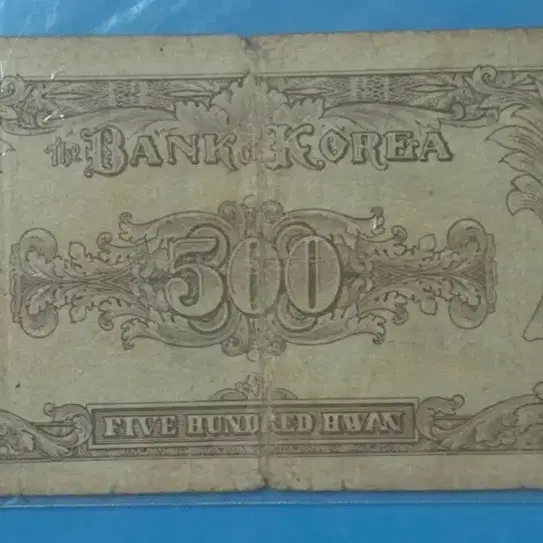 The BANK of KOREA
500
FIVE HUNDRED HWAN